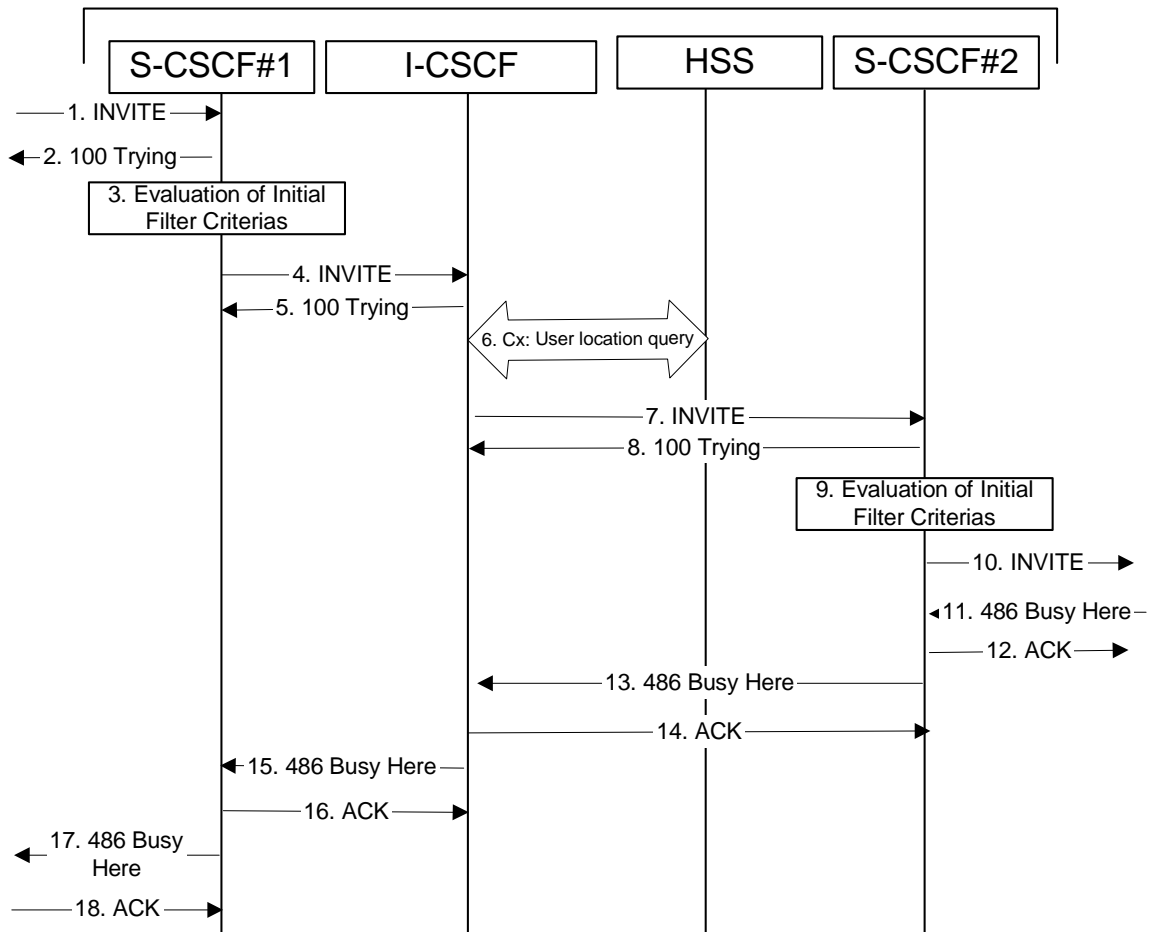 S-CSCF#1
I-CSCF
HSS
S-CSCF#2
1. INVITE
2. 100 Trying
3. Evaluation of Initial
Filter Criterias
4. INVITE
5. 100 Trying
6. Cx: User location query
7. INVITE
8. 100 Trying
9. Evaluation of Initial
Filter Criterias
10. INVITE
11. 486 Busy Here
12. ACK
13. 486 Busy Here
14. ACK
15. 486 Busy Here
16. ACK
17. 486 Busy
Here
18. ACK